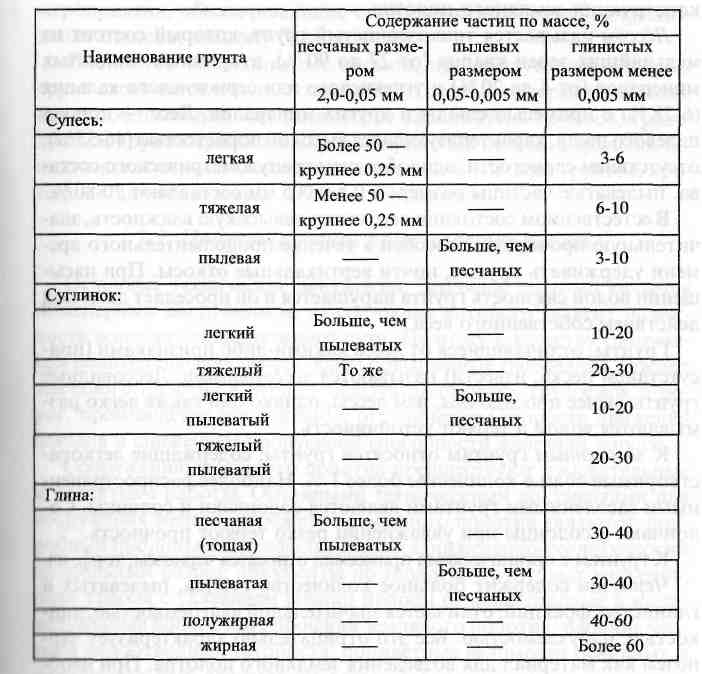 Содержание частиц по массе, %
Наименование грунта
песчаных разме-
ром
2,0-0,05 мм
пылевых
размером
0,05-0,005 мм
глинистых
размером менее
0,005 мм
Супесь:
легкая
Более 50 —
крупнее 0,25 мм
——
3-6
тяжелая
Менее 50 —
крупнее 0,25 мм
——
6-10
пылевая
——
Больше, чем
песчаных
3-10
Суглинок:
легкий
Больше, чем
пылеватых
——
10-20
тяжелый
То же
——
20-30
легкий
пылеватый
——
Больше,
песчаных
10-20
тяжелый
пылеватый
——
——
20-30
Глина:
песчаная
(тощая)
Больше, чем
пылеватых
——
30-40
пылеватая
——
Больше, чем
песчаных
30-40
полужирная
——
——
40-60
жирная
——
——
Более 60